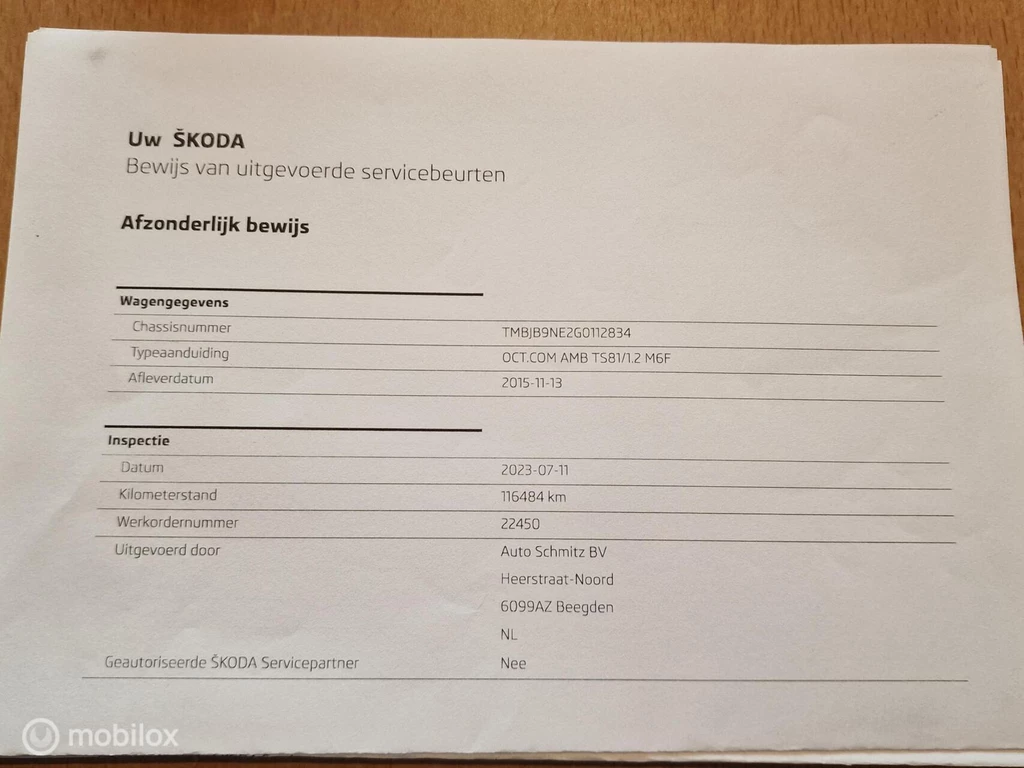 Uw ŠKODA
Bewijs van uitgevoerde servicebeurten
Afzonderlijk bewijs
Wagengegevens
Chassisnummer TMBJB9NE2G0112834
Typeaanduiding OCT.COM AMB TS81/1.2 M6F
Afleverdatum 2015-11-13
Inspectie
Datum 2023-07-11
Kilometerstand 116484 km
Werkordernummer 22450
Uitgevoerd door Auto Schmitz BV
Heerstraat-Noord
6099AZ Beegden
NL
Geautoriseerde ŠKODA Servicepartner Nee
mobilox